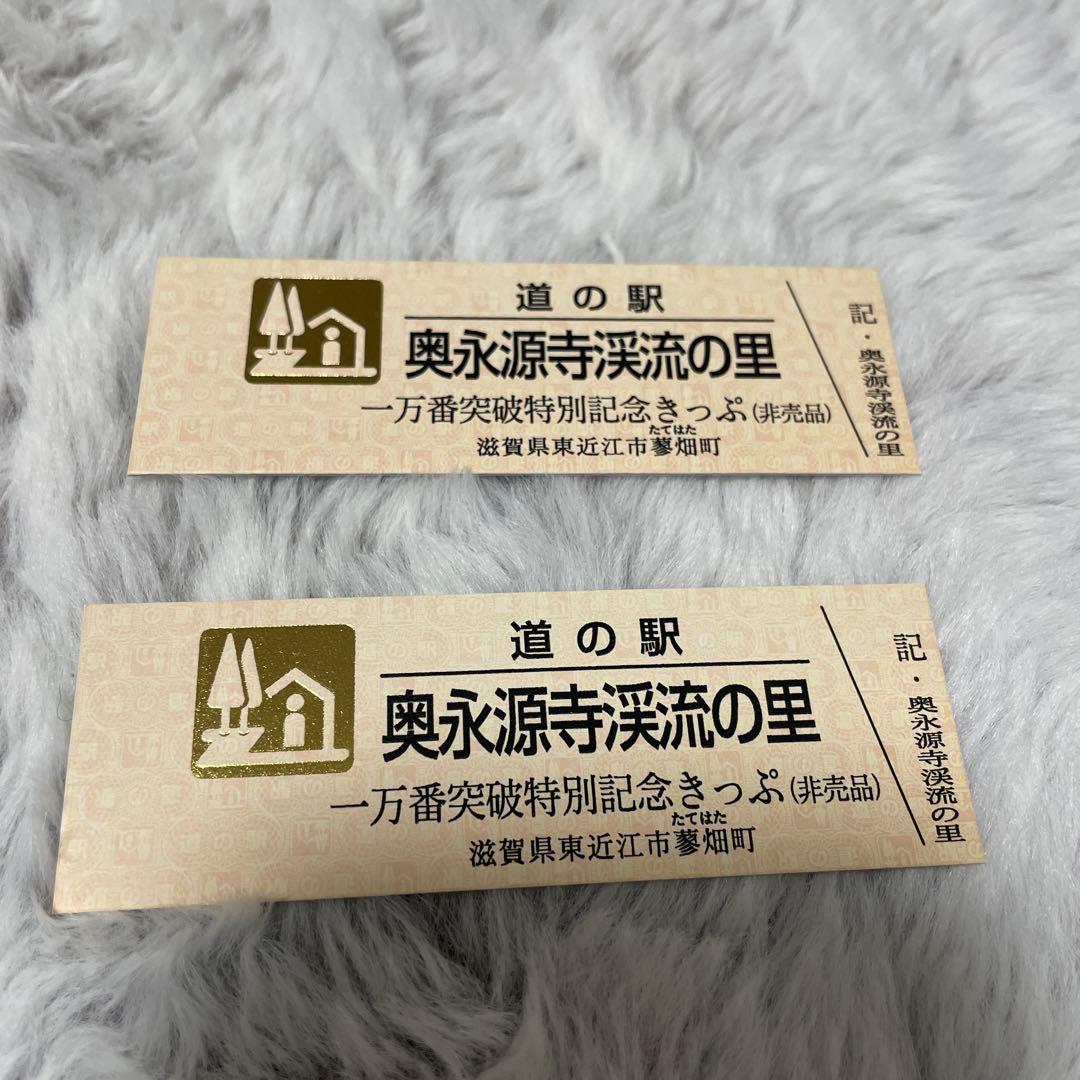 道の駅
奥永源寺渓流の里
一万番突破特別記念きっぷ(非売品)
たてはた
滋賀県東近江市蓼畑町
記・奥永源寺渓流の里
道の駅
奥永源寺渓流の里
一万番突破特別記念きっぷ(非売品)
たてはた
滋賀県東近江市蓼畑町
記・奥永源寺渓流の里